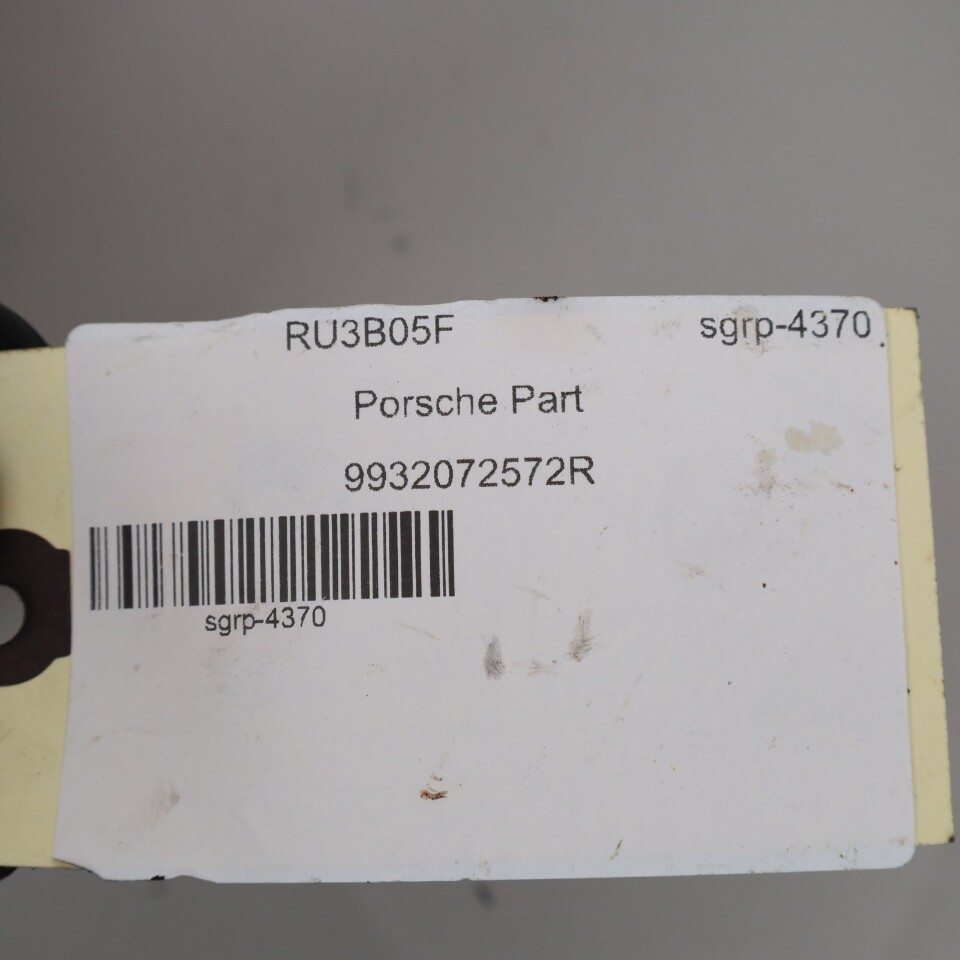 RU3B05F sgrp-4370
Porsche Part
9932072572R
sgrp-4370